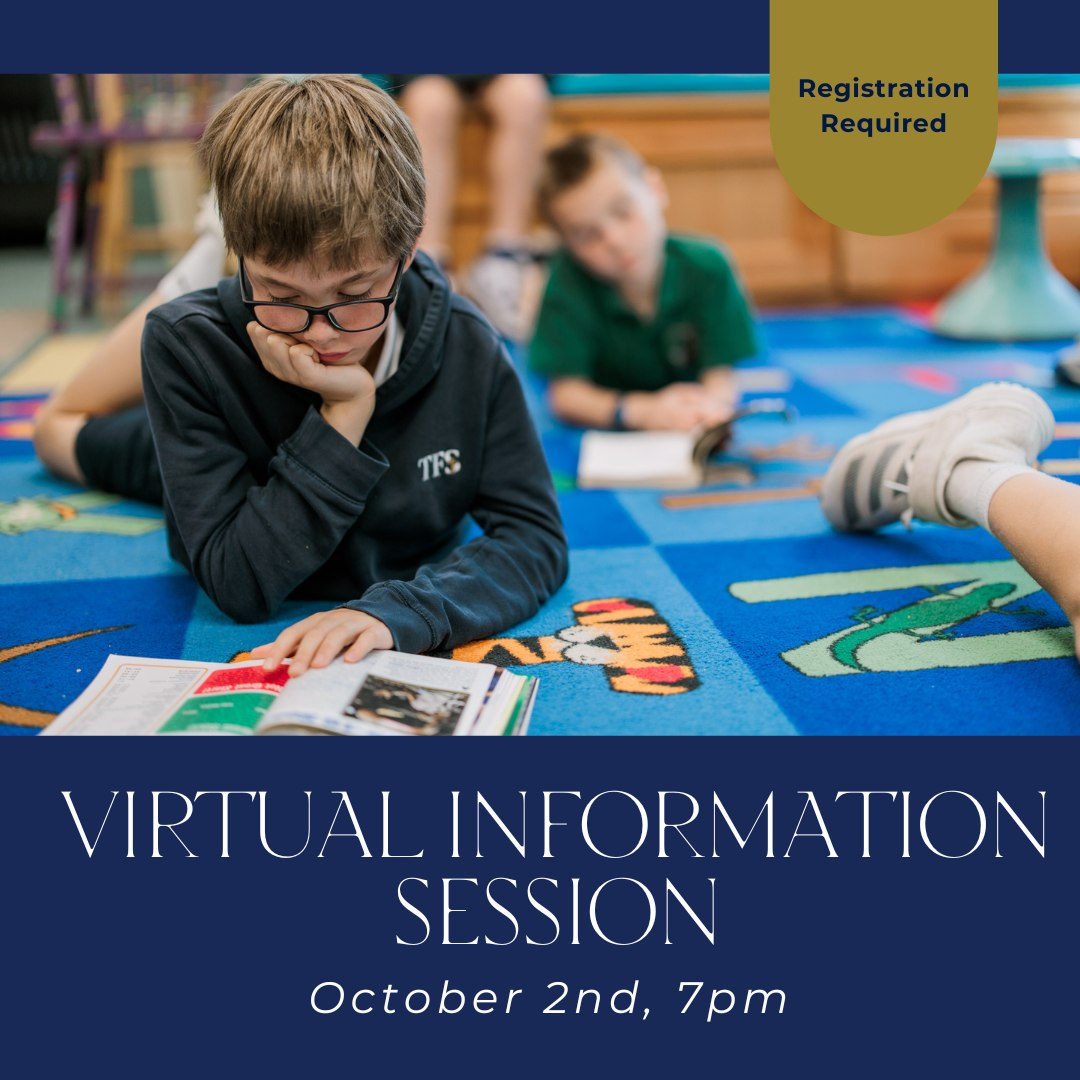 Registration
Required
TFS
VIRTUAL INFORMATION
SESSION
October 2nd, 7pm